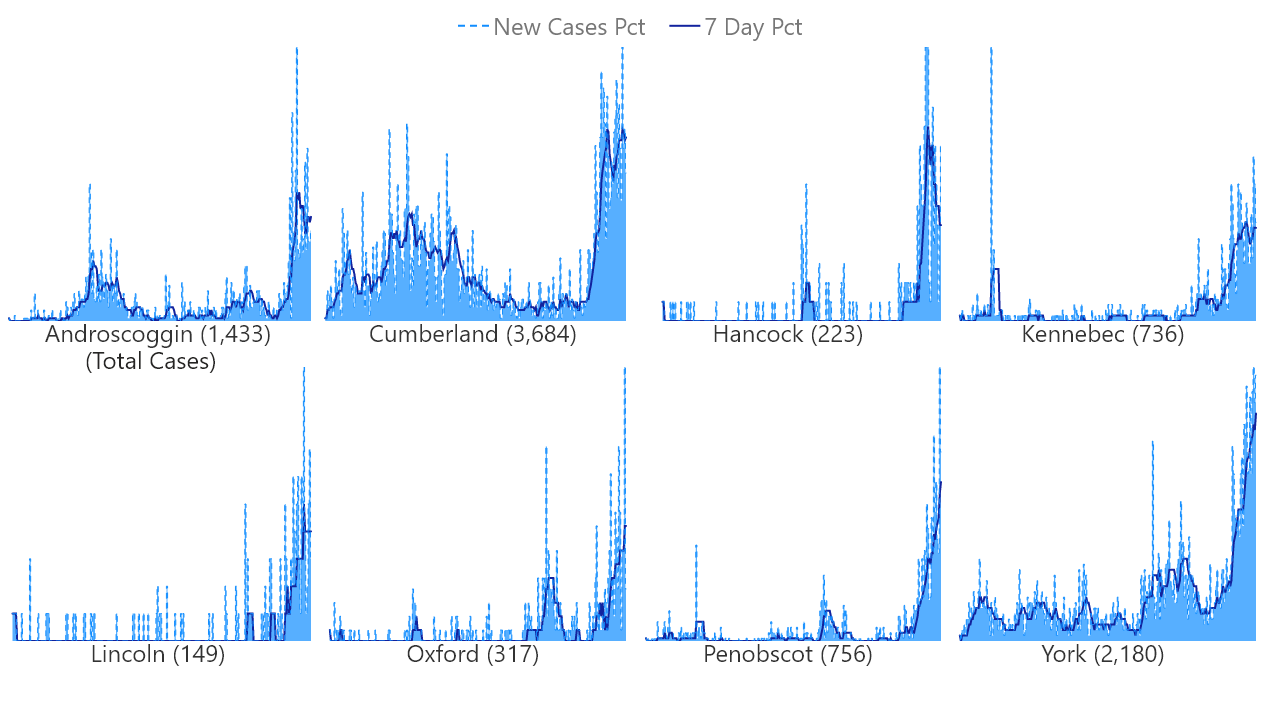 New Cases Pct 7 Day Pct
Androscoggin (1,433) Cumberland (3,684) Hancock (223) Kennebec (736)
(Total Cases)
Lincoln (149) Oxford (317) Penobscot (756) York (2,180)